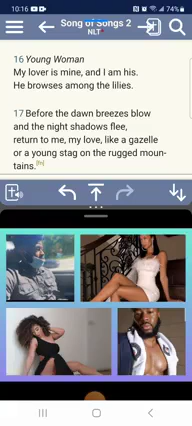 10:16
74%
Song of Songs 2
NLT
16 Young Woman
My lover is mine, and I am his.
He browses among the lilies.
17 Before the dawn breezes blow
and the night shadows flee,
return to me, my love, like a gazelle
or a young stag on the rugged moun-
tains.[b]